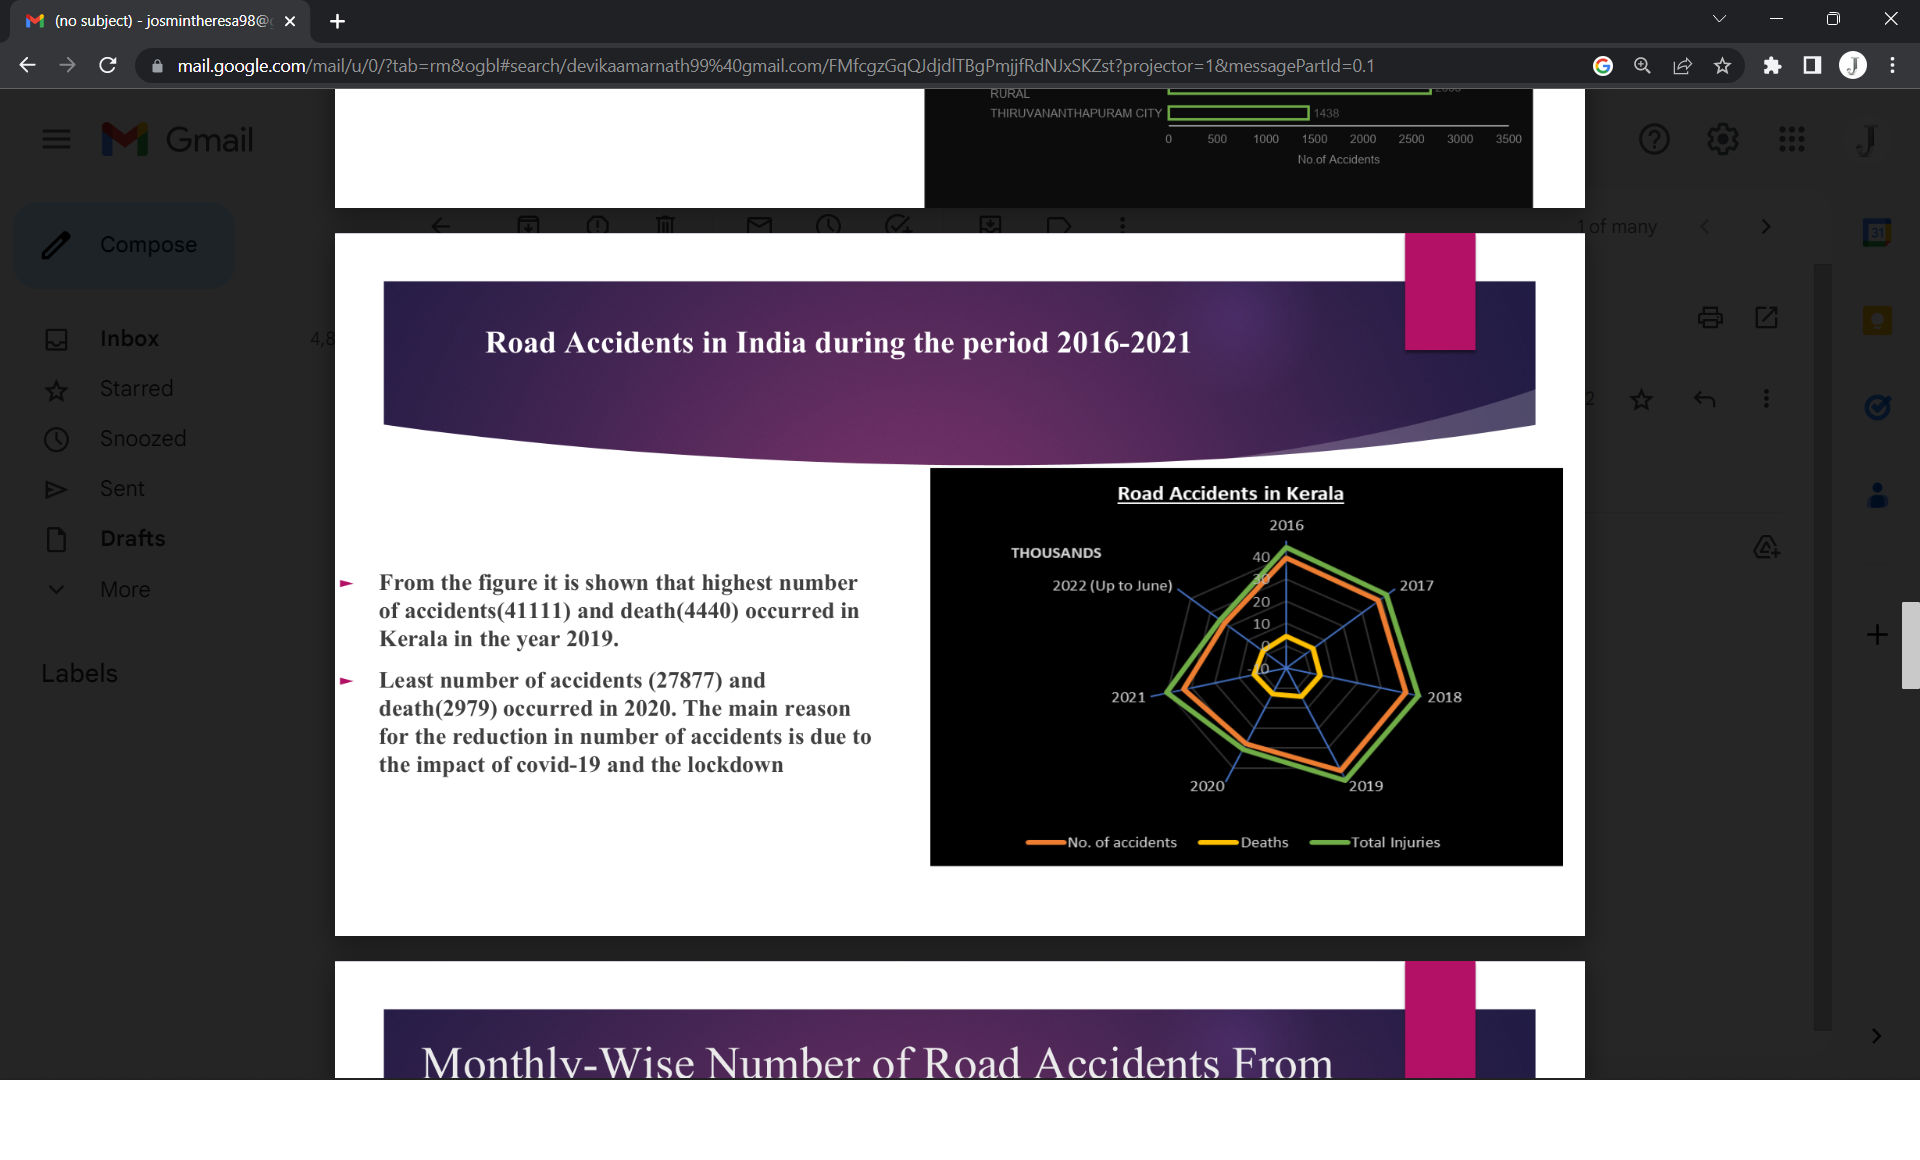 (no subject) - josmintheresa98@
mail.google.com/mail/u/0/?tab=rm&ogbl#search/devikaamarnath99%40gmail.com/FMfcgzGqQJdjdlTBgPmjjfRdNJxSKZst?projector=1&messagePartId=0.1
Gmail
Compose
Inbox 4,8
Starred
Snoozed
Sent
Drafts
More
Labels
1 of many
31
2
J
J
RURAL
THIRUVANANTHAPURAM CITY 1438
0 500 1000 1500 2000 2500 3000 3500
No.of Accidents
Road Accidents in India during the period 2016-2021
► From the figure it is shown that highest number
of accidents(41111) and death(4440) occurred in
Kerala in the year 2019.
► Least number of accidents (27877) and
death(2979) occurred in 2020. The main reason
for the reduction in number of accidents is due to
the impact of covid-19 and the lockdown
Road Accidents in Kerala
2016
THOUSANDS
40
30
2022 (Up to June)
2017
20
10
0
2021
2018
2020
2019
No. of accidents Deaths Total Injuries
Monthly-Wise Number of Road Accidents From